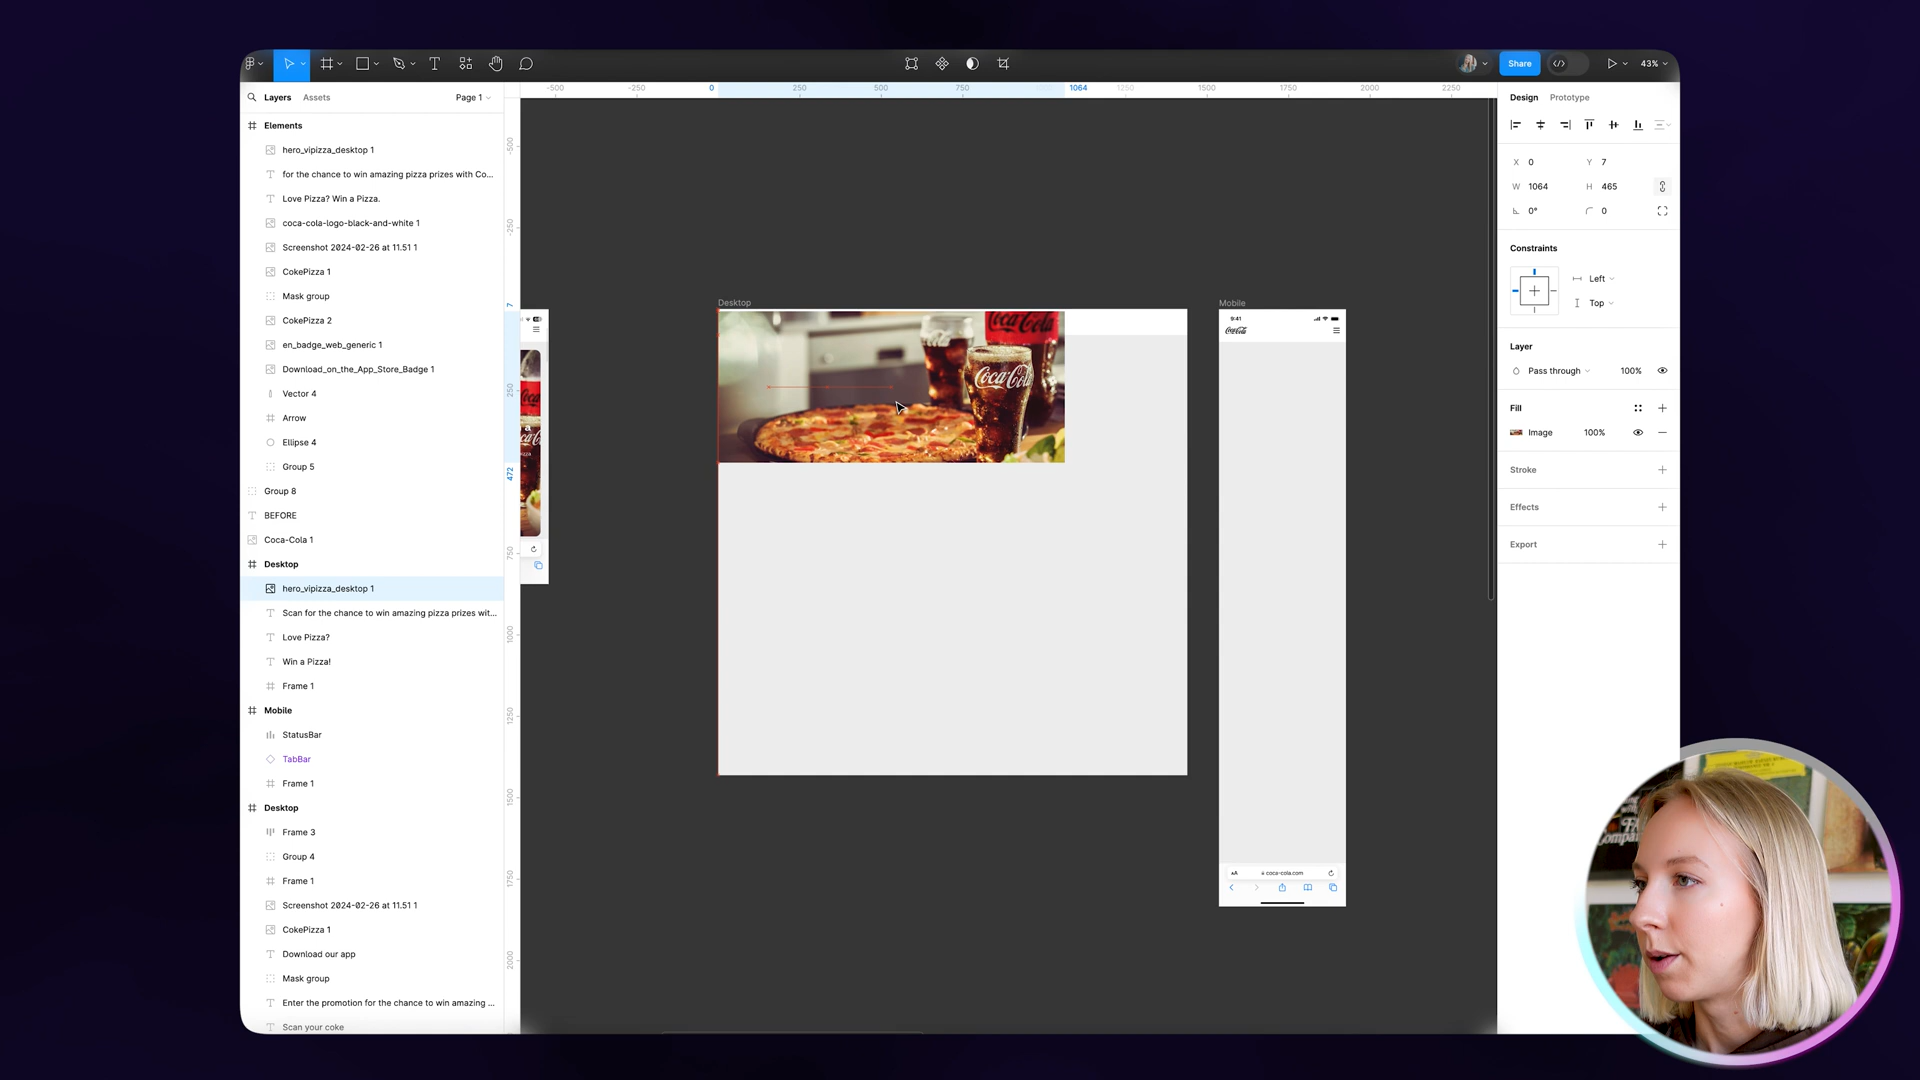 Share
43%
Layers
Assets
Page 1
-500
-250
0
250
500
750
1064
1250
1500
1750
2000
2250
Design
Prototype
Elements
hero_vipizza_desktop 1
for the chance to win amazing pizza prizes with Co...
Love Pizza? Win a Pizza.
coca-cola-logo-black-and-white 1
Screenshot 2024-02-26 at 11.51 1
CokePizza 1
Mask group
CokePizza 2
en_badge_web_generic 1
Download_on_the_App_Store_Badge 1
Vector 4
Arrow
Ellipse 4
Group 5
Group 8
BEFORE
Coca-Cola 1
Desktop
hero_vipizza_desktop 1
Scan for the chance to win amazing pizza prizes wit...
Love Pizza?
Win a Pizza!
Frame 1
Mobile
StatusBar
TabBar
Frame 1
Desktop
Frame 3
Group 4
Frame 1
Screenshot 2024-02-26 at 11.51 1
CokePizza 1
Download our app
Mask group
Enter the promotion for the chance to win amazing ...
Scan your coke
-500
-250
7
250
472
750
1000
1250
1500
1750
2000
Desktop
Coca-Cola
Coca-Cola
Mobile
9:41
Coca-Cola
AA
coca-cola.com
X 0
Y 7
W 1064
H 465
0°
0
Constraints
Left
Top
Layer
Pass through
100%
Fill
Image
100%
Stroke
Effects
Export